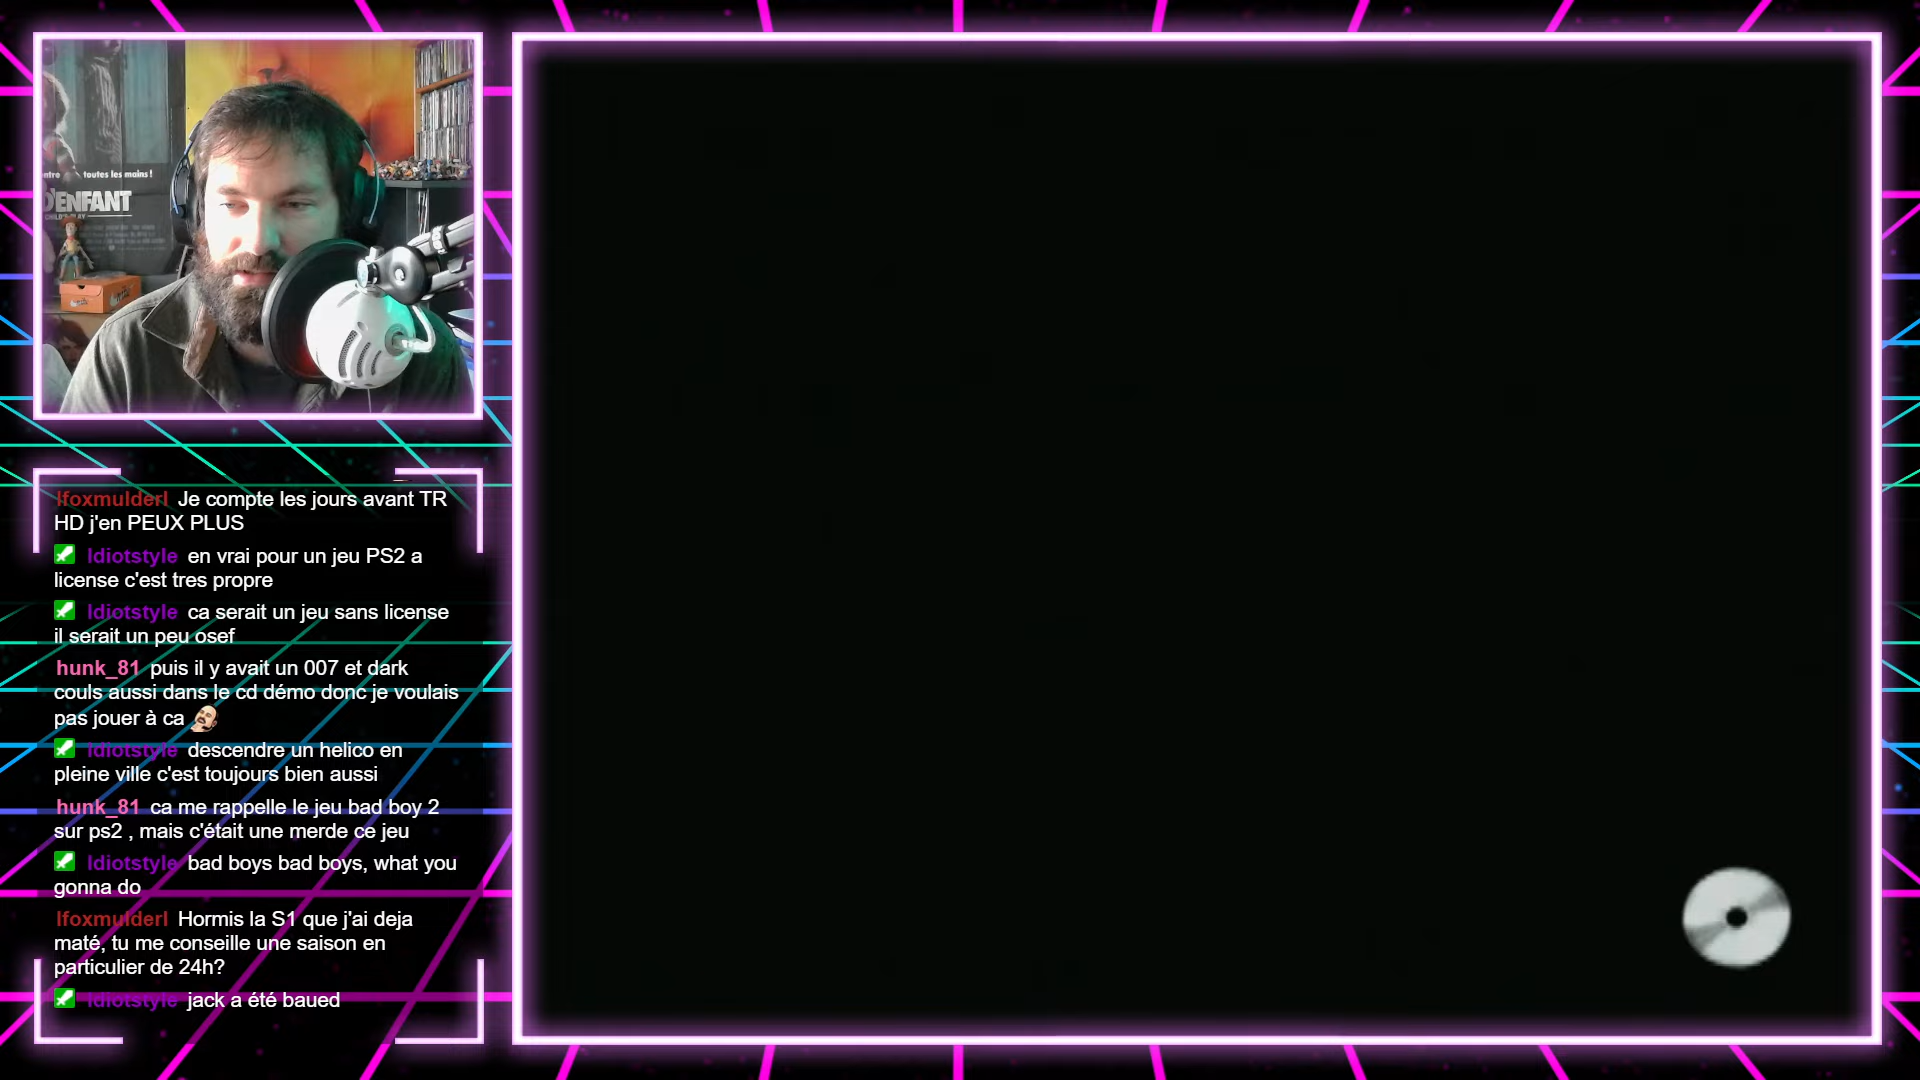 toutes les mains !
D'ENFANT
CHILD'S PLAY
lfoxmulderl Je compte les jours avant TR
HD j'en PEUX PLUS
Idiotstyle en vrai pour un jeu PS2 a
license c'est tres propre
Idiotstyle ca serait un jeu sans license
il serait un peu osef
hunk_81 puis il y avait un 007 et dark
couls aussi dans le cd démo donc je voulais
pas jouer à ca
Idiotstyle descendre un helico en
pleine ville c'est toujours bien aussi
hunk_81 ca me rappelle le jeu bad boy 2
sur ps2 , mais c'était une merde ce jeu
Idiotstyle bad boys bad boys, what you
gonna do
lfoxmulderl Hormis la S1 que j'ai deja
maté, tu me conseille une saison en
particulier de 24h?
Idiotstyle jack a été baued